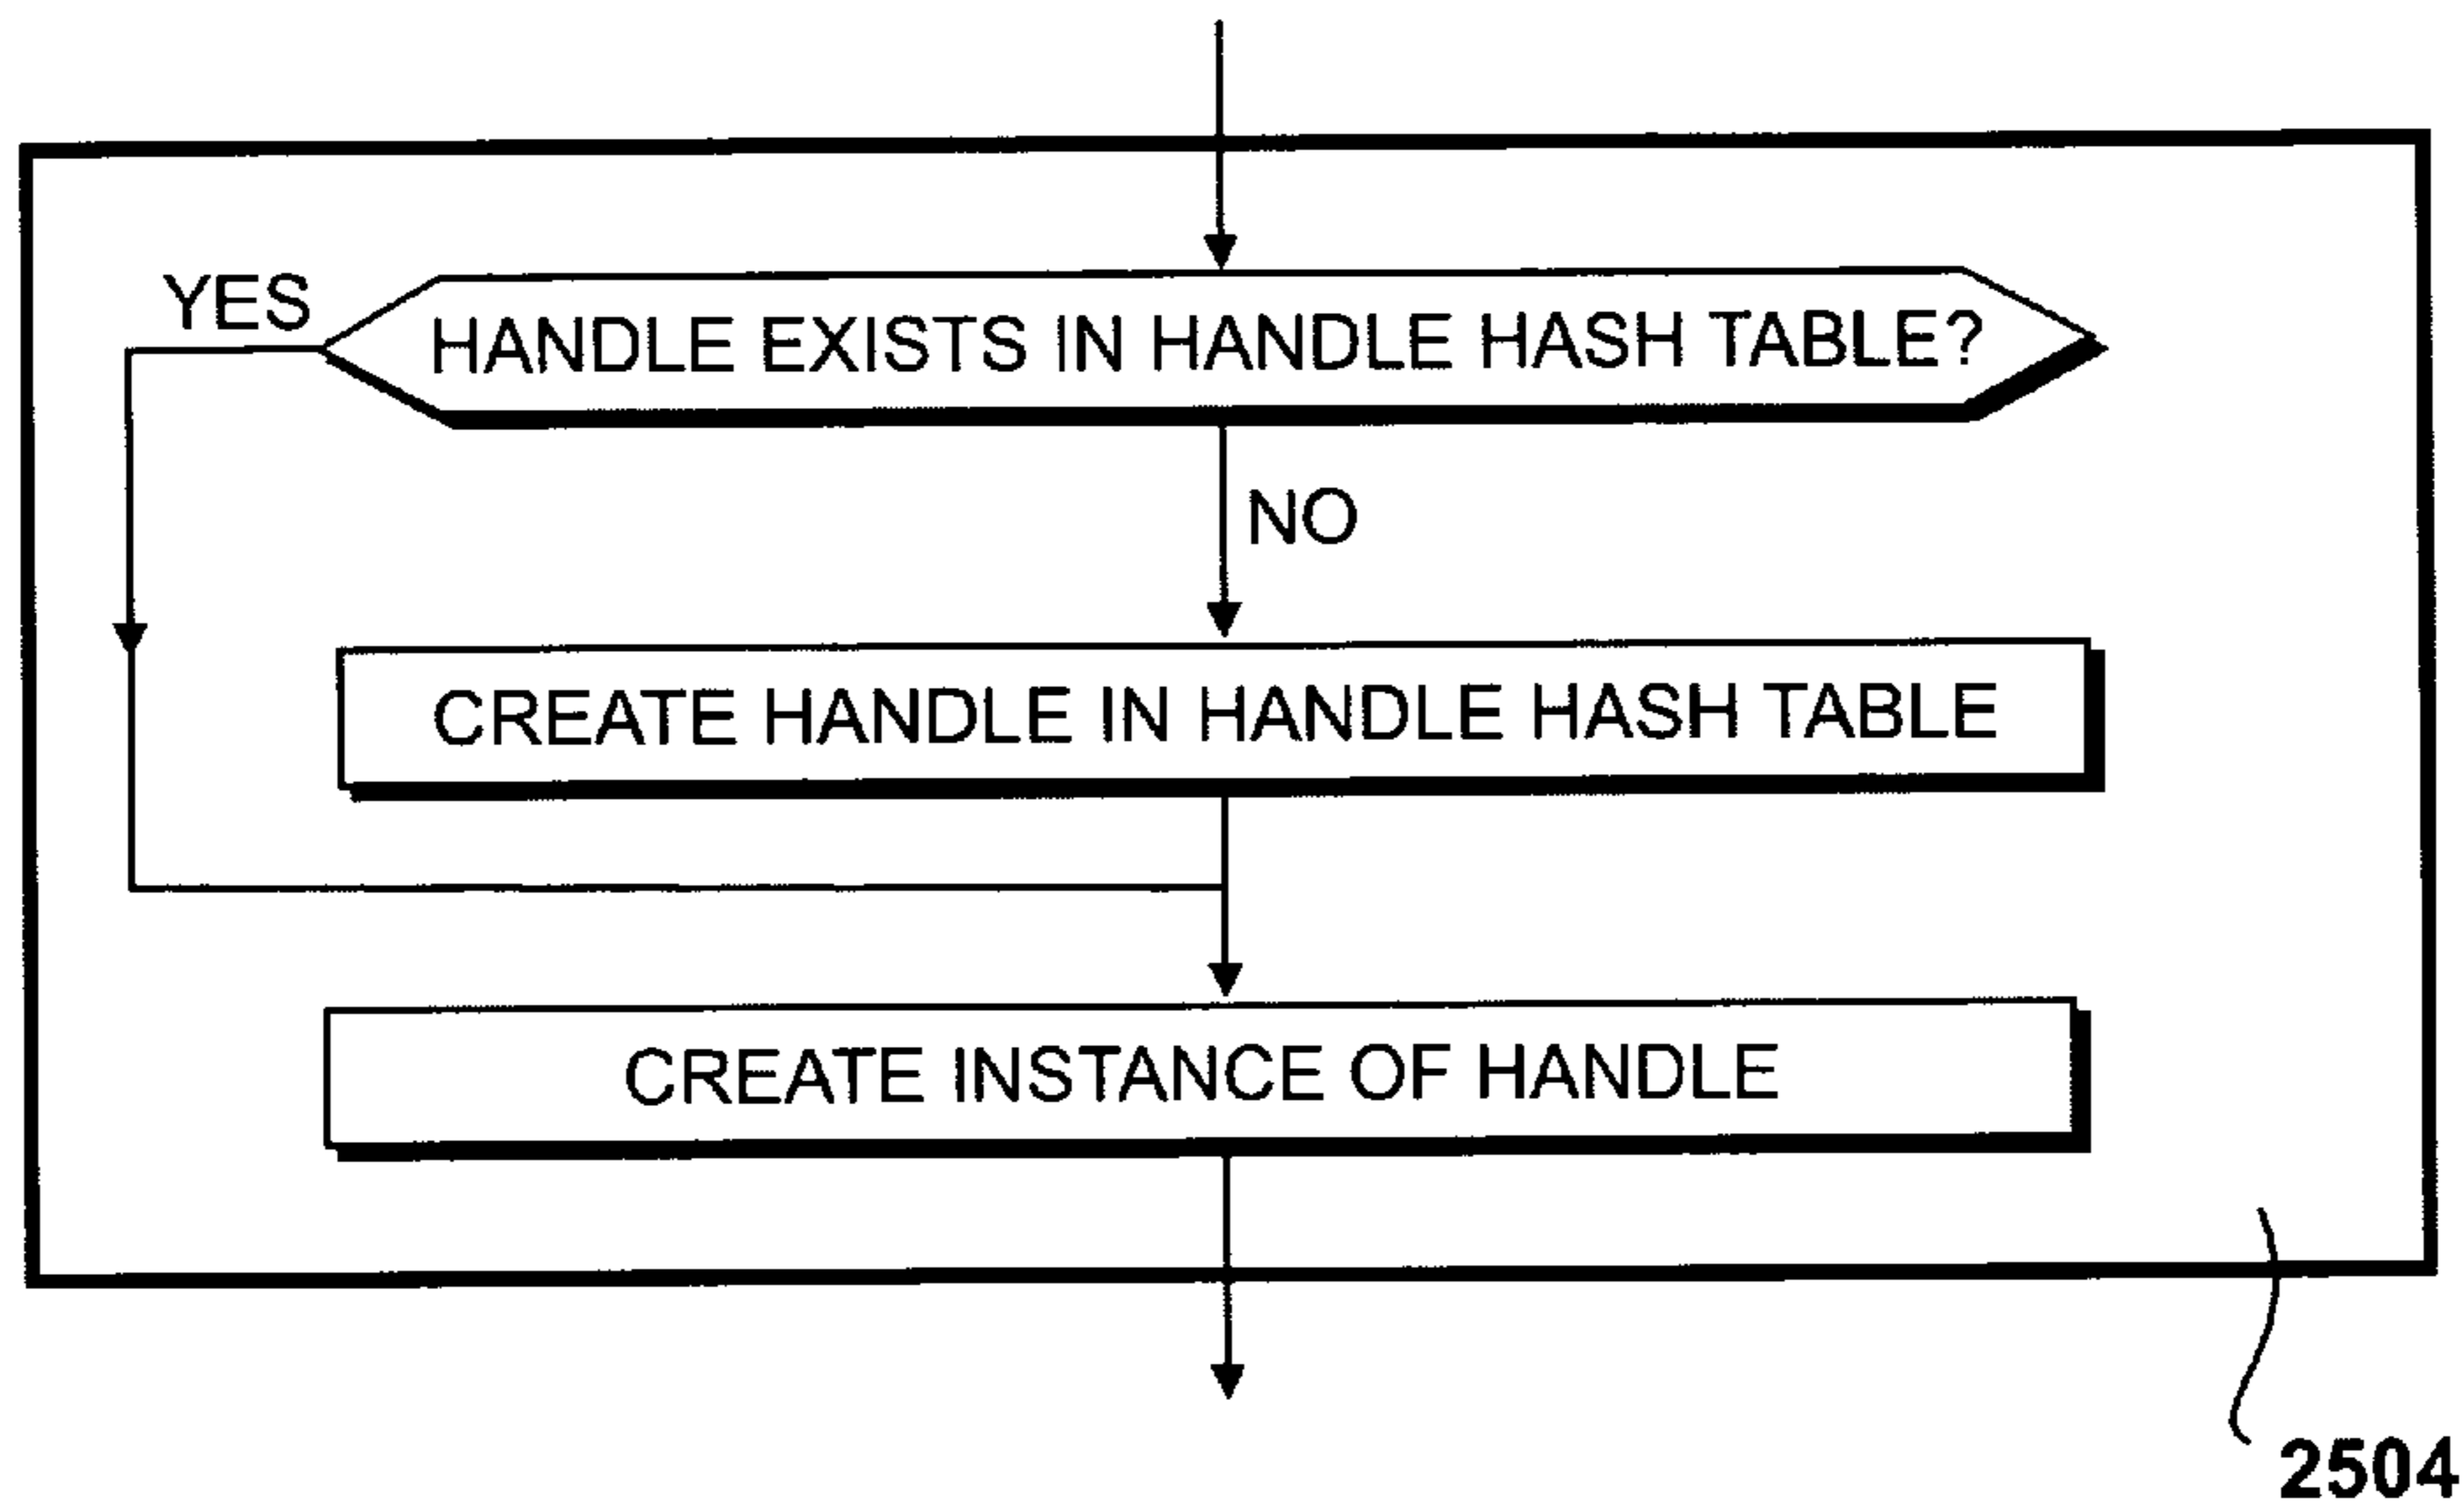 YES
HANDLE EXISTS IN HANDLE HASH TABLE?
NO
CREATE HANDLE IN HANDLE HASH TABLE
CREATE INSTANCE OF HANDLE
2504